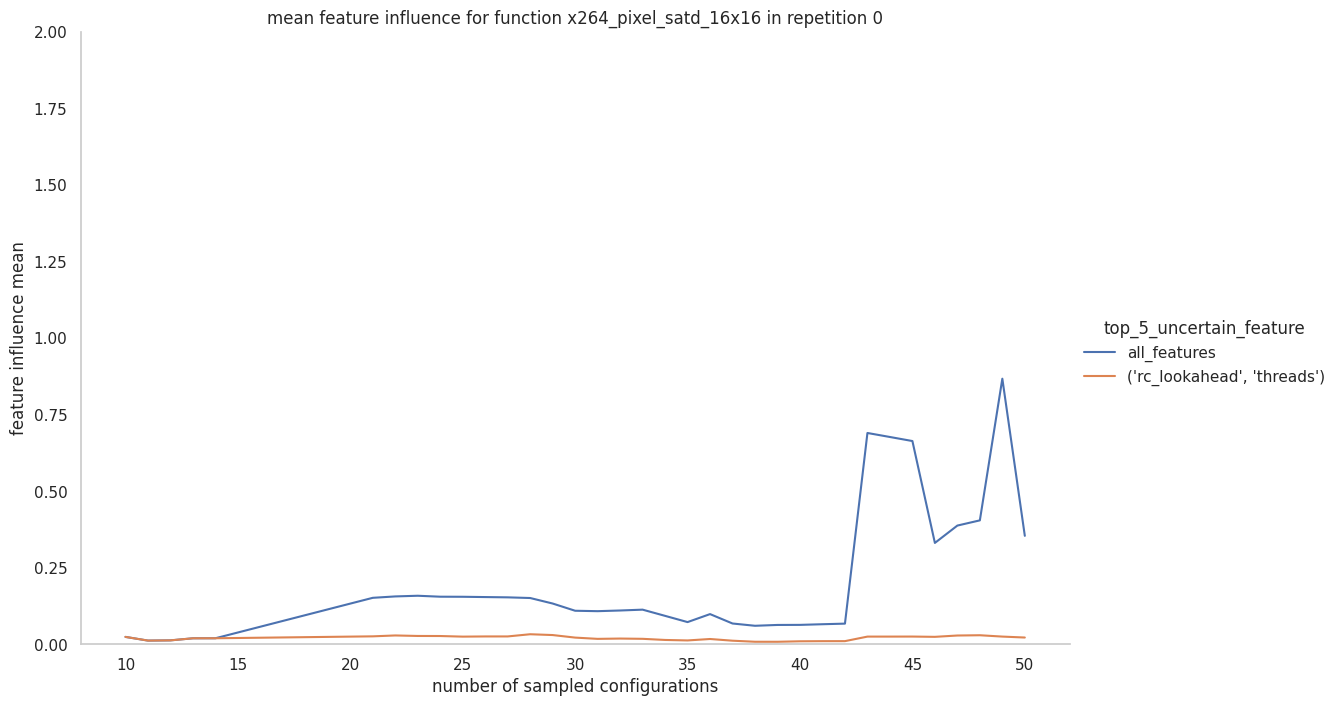 mean feature influence for function x264_pixel_satd_16x16 in repetition 0
2.00
1.75
1.50
1.25
1.00
0.75
0.50
0.25
0.00
feature influence mean
10 15 20 25 30 35 40 45 50
number of sampled configurations
top_5_uncertain_feature
all_features
('rc_lookahead', 'threads')